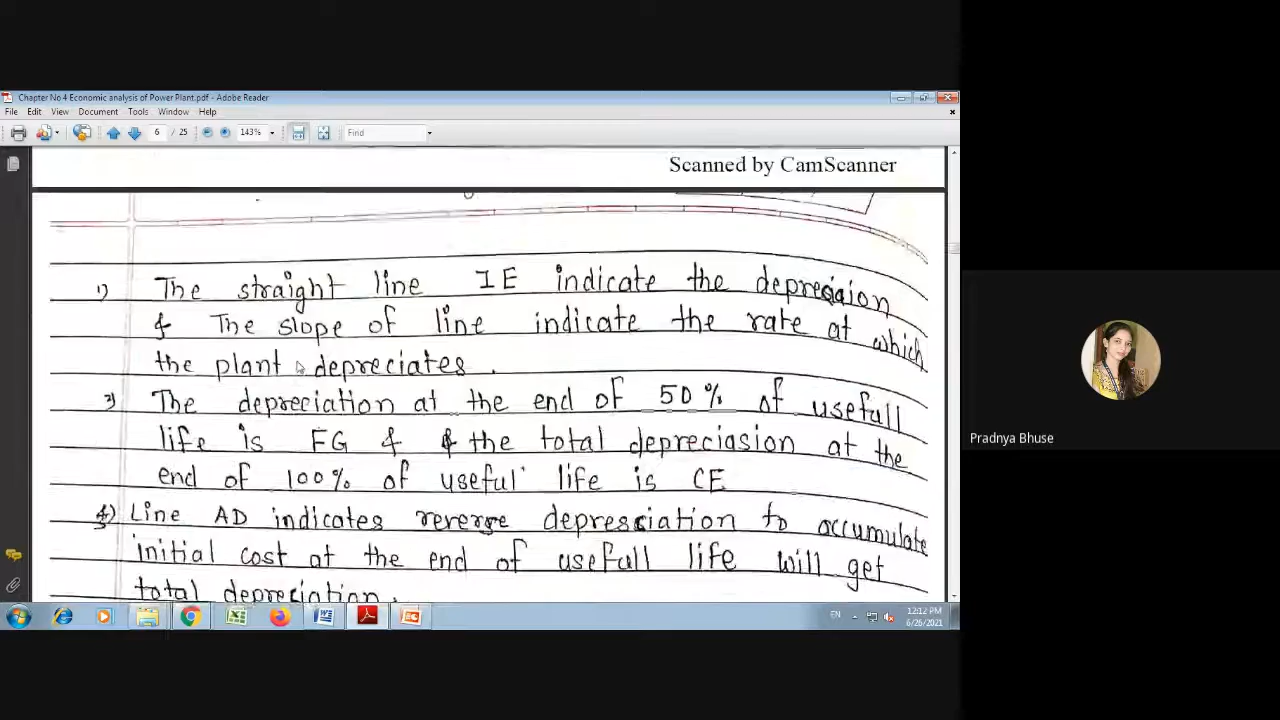 Chapter No 4 Economic analysis of Power Plant.pdf - Adobe Reader
File Edit View Document Tools Window Help
6 / 25 143% Find
Scanned by CamScanner
1) The straight line IE indicate the depreciaion
& The slope of line indicate the rate at which
the plant depreciates.
2) The depreciation at the end of 50% of usefull
life is FG & & the total depreciasion at the
end of 100% of useful life is CE
Line AD indicates reverse depresciation to accumulate
initial cost at the end of usefull life will get
total depreciation.
Pradnya Bhuse
EN
12:12 PM
6/26/2021